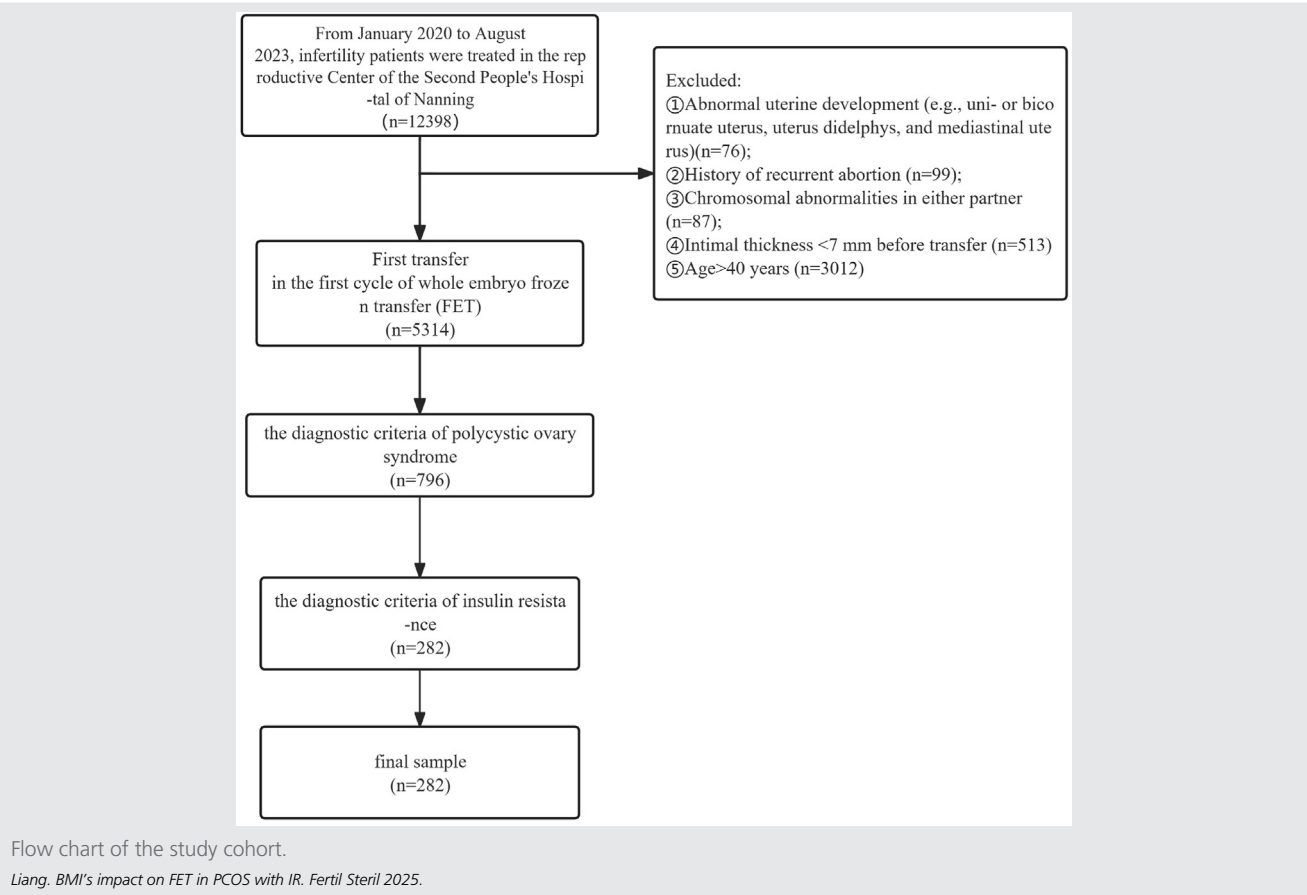 From January 2020 to August
2023, infertility patients were treated in the rep
roductive Center of the Second People's Hospi
-tal of Nanning
(n=12398)
Excluded:
①Abnormal uterine development (e.g., uni- or bico
rnuate uterus, uterus didelphys, and mediastinal ute
rus)(n=76);
②History of recurrent abortion (n=99);
③Chromosomal abnormalities in either partner
(n=87);
④Intimal thickness <7 mm before transfer (n=513)
⑤Age>40 years (n=3012)
First transfer
in the first cycle of whole embryo froze
n transfer (FET)
(n=5314)
the diagnostic criteria of polycystic ovary
syndrome
(n=796)
the diagnostic criteria of insulin resista
-nce
(n=282)
final sample
(n=282)
Flow chart of the study cohort.
Liang. BMI's impact on FET in PCOS with IR. Fertil Steril 2025.